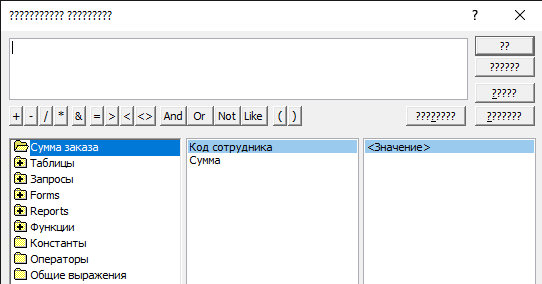 ??????????? ?????????
??
??????
?????
+ - / * & = > < <> And Or Not Like ( ) ???????? ???????
Сумма заказа Код сотрудника <Значение>
Таблицы Сумма
Запросы
Forms
Reports
Функции
Константы
Операторы
Общие выражения